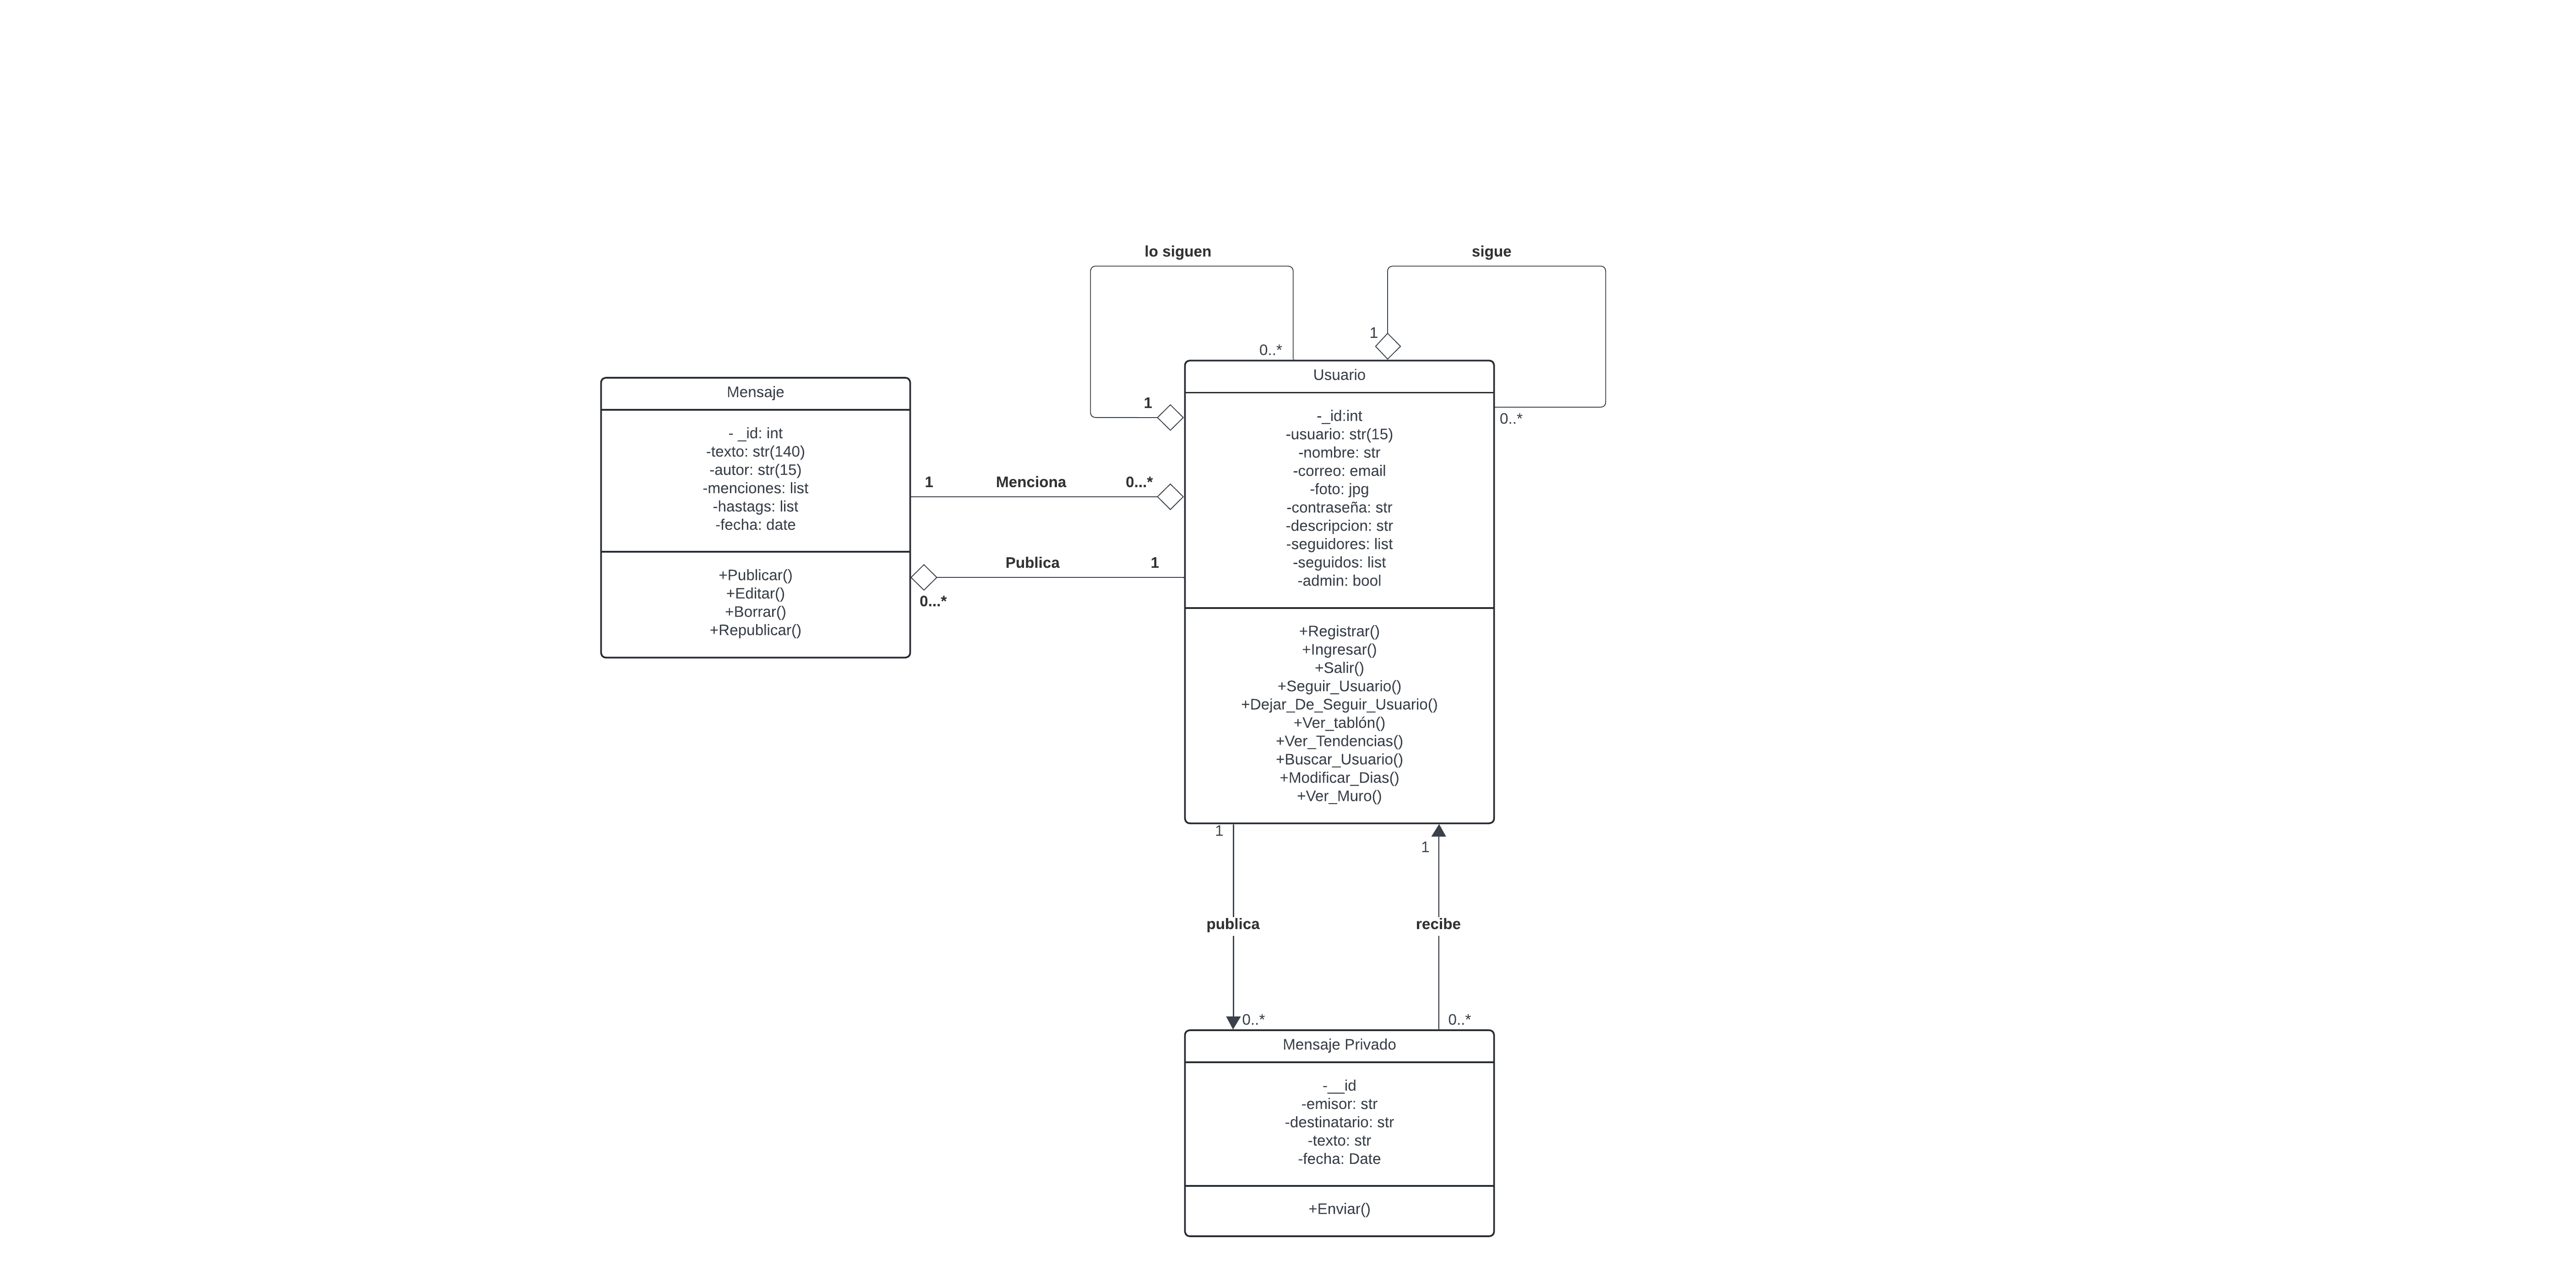 lo siguen
sigue
1
0..*
Usuario
-_id:int
-usuario: str(15)
-nombre: str
-correo: email
-foto: jpg
-contraseña: str
-descripcion: str
-seguidores: list
-seguidos: list
-admin: bool
+Registrar()
+Ingresar()
+Salir()
+Seguir_Usuario()
+Dejar_De_Seguir_Usuario()
+Ver_tablón()
+Ver_Tendencias()
+Buscar_Usuario()
+Modificar_Dias()
+Ver_Muro()
1
0..*
Mensaje
- _id: int
-texto: str(140)
-autor: str(15)
-menciones: list
-hastags: list
-fecha: date
+Publicar()
+Editar()
+Borrar()
+Republicar()
1 Menciona 0...*
Publica 1
0...*
1
1
publica
recibe
0..*
0..*
Mensaje Privado
-__id
-emisor: str
-destinatario: str
-texto: str
-fecha: Date
+Enviar()